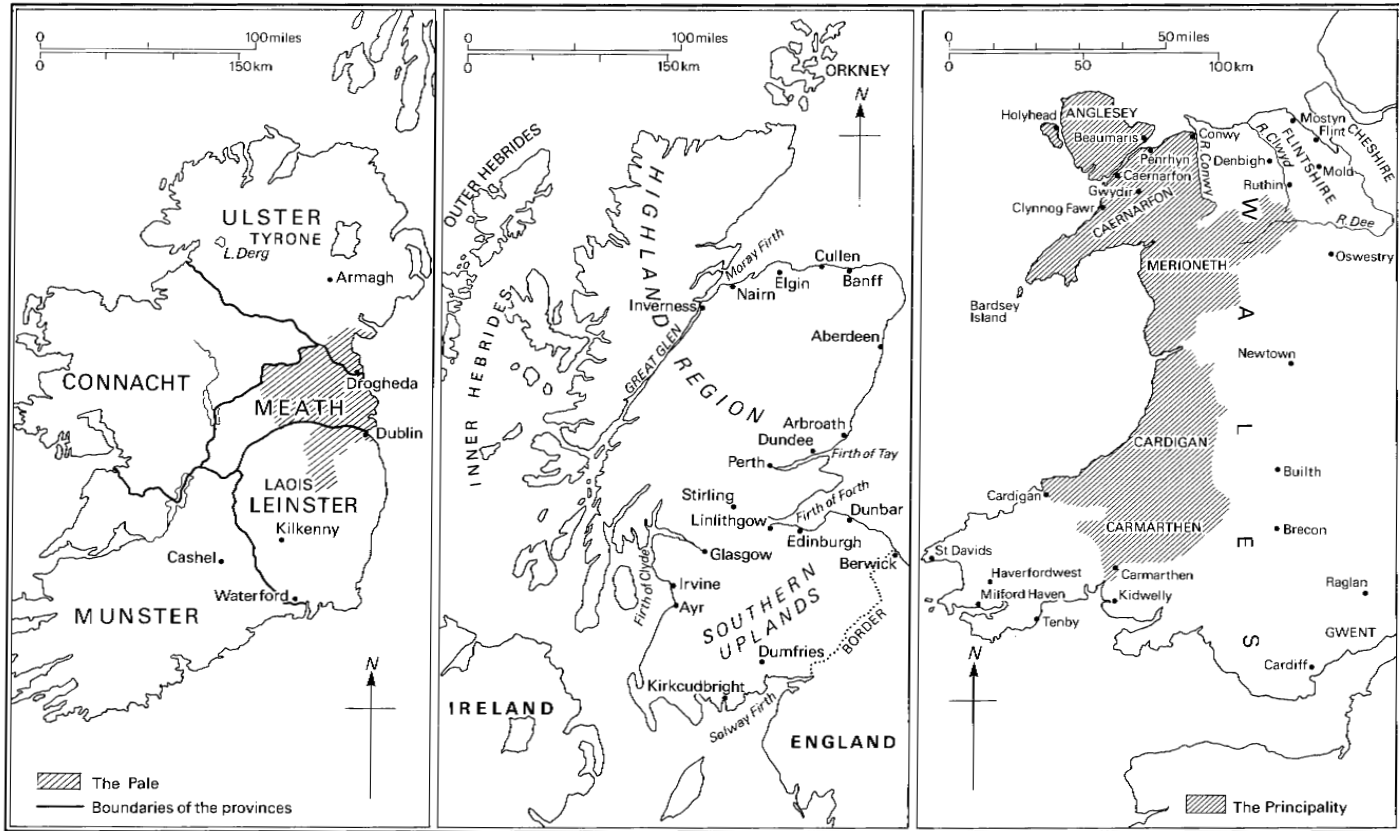 0 100 miles
0 150 km
ULSTER
TYRONE
L. Derg
Armagh
CONNACHT
Drogheda
MEATH
Dublin
LAOIS
LEINSTER
Kilkenny
Cashel
Waterford
MUNSTER
N
The Pale
Boundaries of the provinces
0 100 miles
0 150 km
ORKNEY
N
OUTER HEBRIDES
HIGHLAND REGION
Moray Firth
Cullen
Elgin
Banff
Nairn
Inverness
INNER HEBRIDES
GREAT GLEN
Aberdeen
Arbroath
Dundee
Firth of Tay
Perth
Stirling
Firth of Forth
Dunbar
Linlithgow
Edinburgh
Glasgow
Berwick
Firth of Clyde
Irvine
Ayr
SOUTHERN
UPLANDS
BORDER
Dumfries
Kirkcudbright
Solway Firth
IRELAND
ENGLAND
0 50 miles
0 50 100 km
Holyhead
ANGLESEY
Beaumaris
Conwy
Mostyn
Flint
CHESHIRE
Penrhyn
R. Conwy
R. Clwyd
FLINTSHIRE
Denbigh
Mold
Caernarfon
Gwydir
Ruthin
Clynnog Fawr
CAERNARFON
R. Dee
MERIONETH
Oswestry
Bardsey
Island
WALES
Newtown
CARDIGAN
Builth
Cardigan
CARMARTHEN
Brecon
St Davids
Haverfordwest
Carmarthen
Milford Haven
Kidwelly
Raglan
Tenby
GWENT
N
Cardiff
The Principality